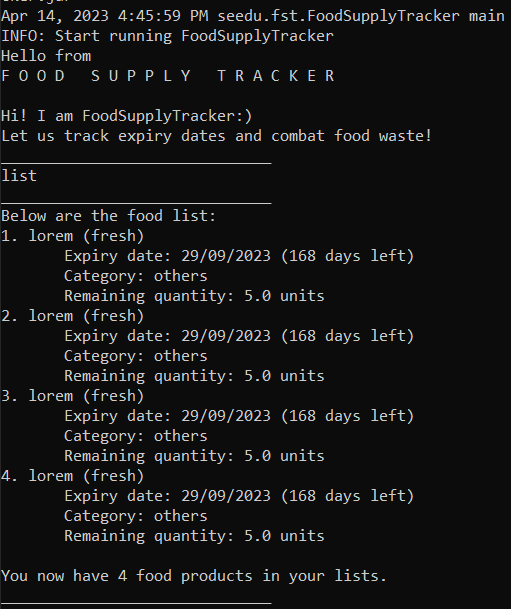 Apr 14, 2023 4:45:59 PM seedu.fst.FoodSupplyTracker main
INFO: Start running FoodSupplyTracker
Hello from
F O O D   S U P P L Y   T R A C K E R
Hi! I am FoodSupplyTracker:)
Let us track expiry dates and combat food waste!
______________________________
list
______________________________
Below are the food list:
1. lorem (fresh)
Expiry date: 29/09/2023 (168 days left)
Category: others
Remaining quantity: 5.0 units
2. lorem (fresh)
Expiry date: 29/09/2023 (168 days left)
Category: others
Remaining quantity: 5.0 units
3. lorem (fresh)
Expiry date: 29/09/2023 (168 days left)
Category: others
Remaining quantity: 5.0 units
4. lorem (fresh)
Expiry date: 29/09/2023 (168 days left)
Category: others
Remaining quantity: 5.0 units
You now have 4 food products in your lists.
______________________________